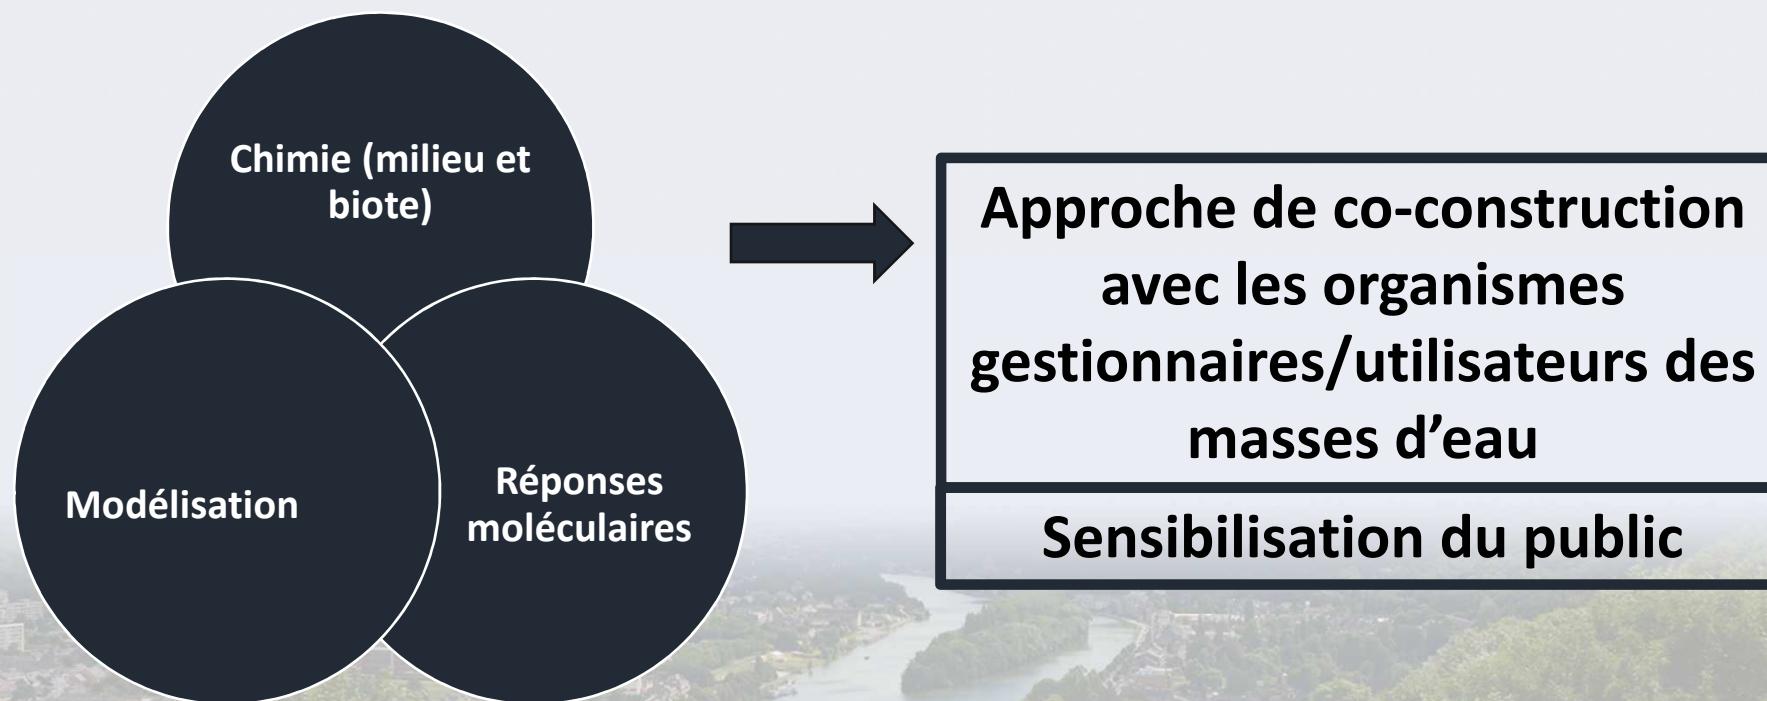 Chimie (milieu et
biote)
Modélisation
Réponses
moléculaires
Approche de co-construction
avec les organismes
gestionnaires/utilisateurs des
masses d’eau
Sensibilisation du public